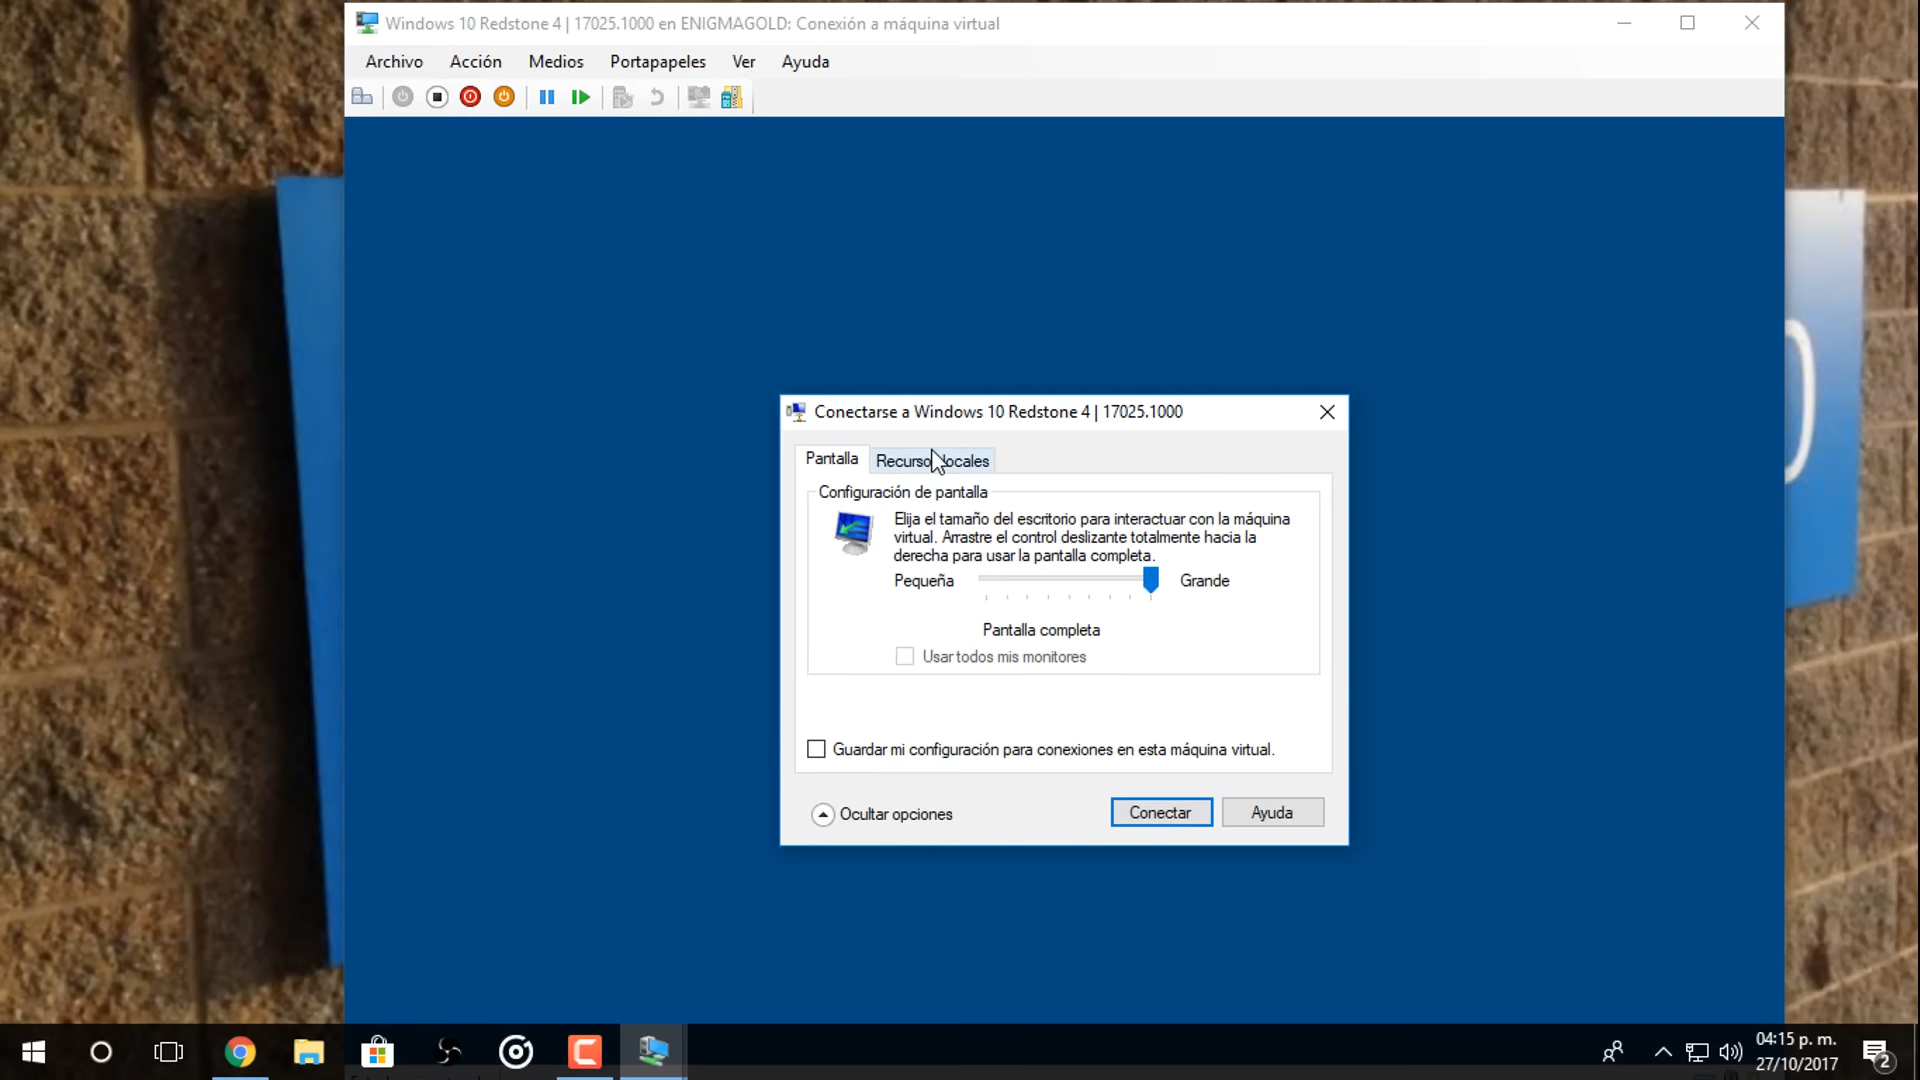 Windows 10 Redstone 4 | 17025.1000 en ENIGMAGOLD: Conexión a máquina virtual
Archivo Acción Medios Portapapeles Ver Ayuda
Conectarse a Windows 10 Redstone 4 | 17025.1000
Pantalla Recursos locales
Configuración de pantalla
Elija el tamaño del escritorio para interactuar con la máquina
virtual. Arrastre el control deslizante totalmente hacia la
derecha para usar la pantalla completa.
Pequeña Grande
Pantalla completa
Usar todos mis monitores
Guardar mi configuración para conexiones en esta máquina virtual.
Ocultar opciones Conectar Ayuda
04:15 p. m.
27/10/2017
2